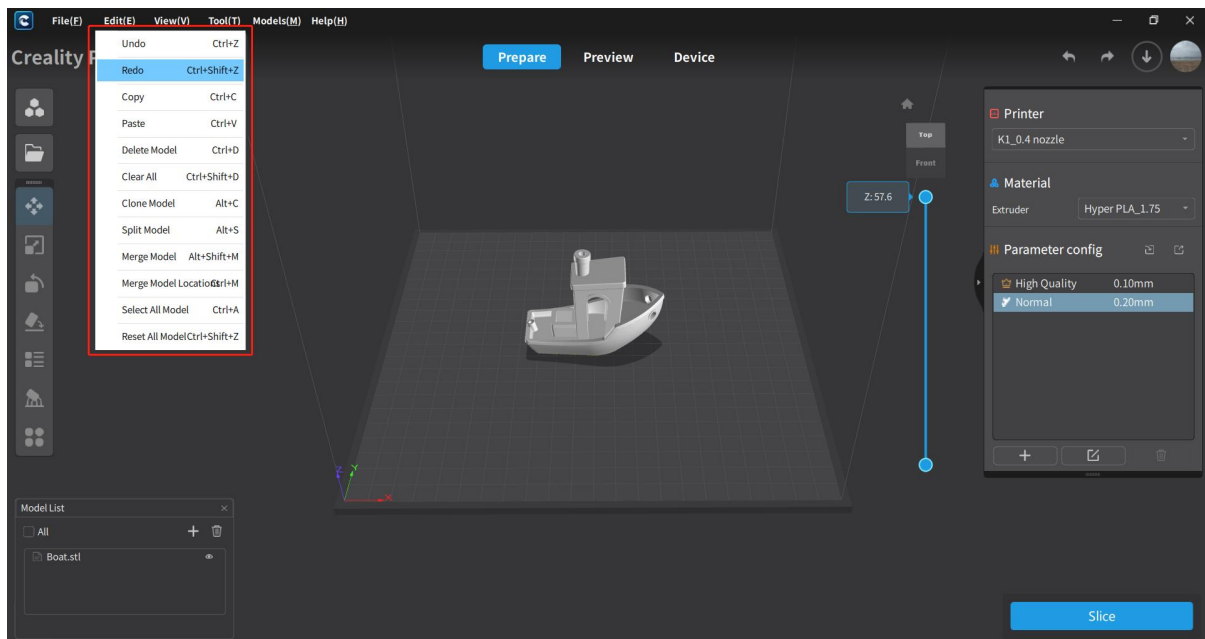 File(F) Edit(E) View(V) Tool(T) Models(M) Help(H)
Creality P
Undo Ctrl+Z
Redo Ctrl+Shift+Z
Copy Ctrl+C
Paste Ctrl+V
Delete Model Ctrl+D
Clear All Ctrl+Shift+D
Clone Model Alt+C
Split Model Alt+S
Merge Model Alt+Shift+M
Merge Model Locations Ctrl+M
Select All Model Ctrl+A
Reset All Model Ctrl+Shift+Z
Prepare Preview Device
Top
Front
Z: 57.6
Printer
K1_0.4 nozzle
Material
Extruder Hyper PLA_1.75
Parameter config
High Quality 0.10mm
Normal 0.20mm
Z Y X
Model List
All
Boat.stl
Slice